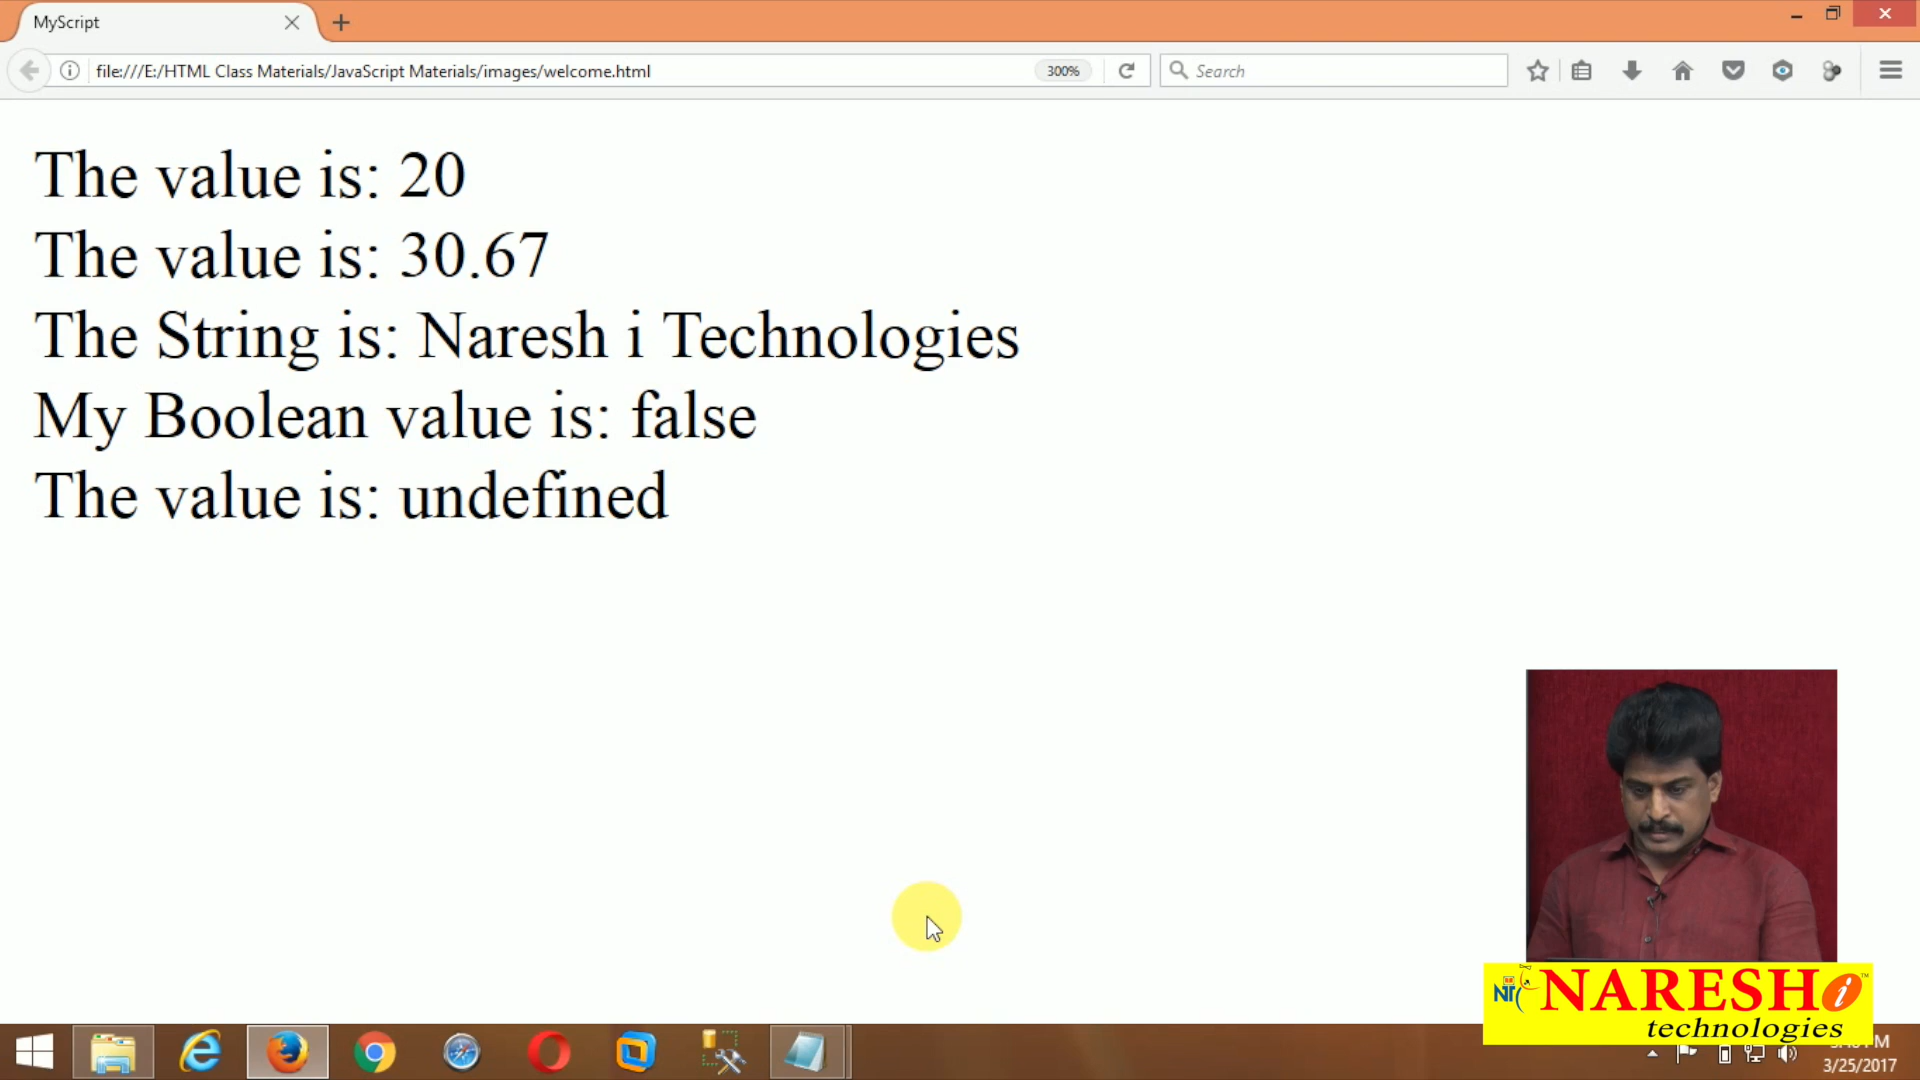 MyScript
file:///E:/HTML Class Materials/JavaScript Materials/images/welcome.html
300%
Search
The value is: 20
The value is: 30.67
The String is: Naresh i Technologies
My Boolean value is: false
The value is: undefined
NARESH i
technologies
3/25/2017